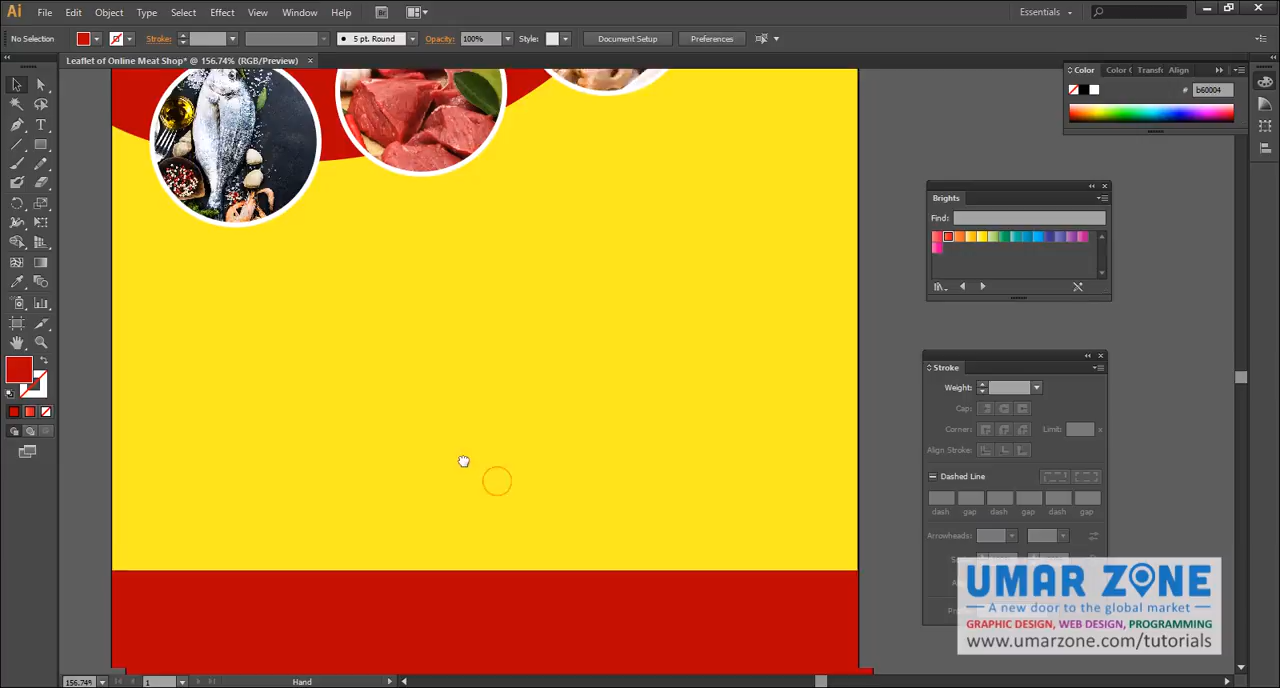 Ai File Edit Object Type Select Effect View Window Help Br Essentials
No Selection Stroke: 5 pt. Round Opacity: 100% Style: Document Setup Preferences
Leaflet of Online Meat Shop* @ 156.74% (RGB/Preview) ×
Color Color Transf Align
# b60004
Brights
Find:
Stroke
Weight:
Cap:
Corner: Limit: x
Align Stroke:
Dashed Line
dash gap dash gap dash gap
Arrowheads:
UMAR ZONE
A new door to the global market
GRAPHIC DESIGN, WEB DESIGN, PROGRAMMING
www.umarzone.com/tutorials
156.74% 1 Hand